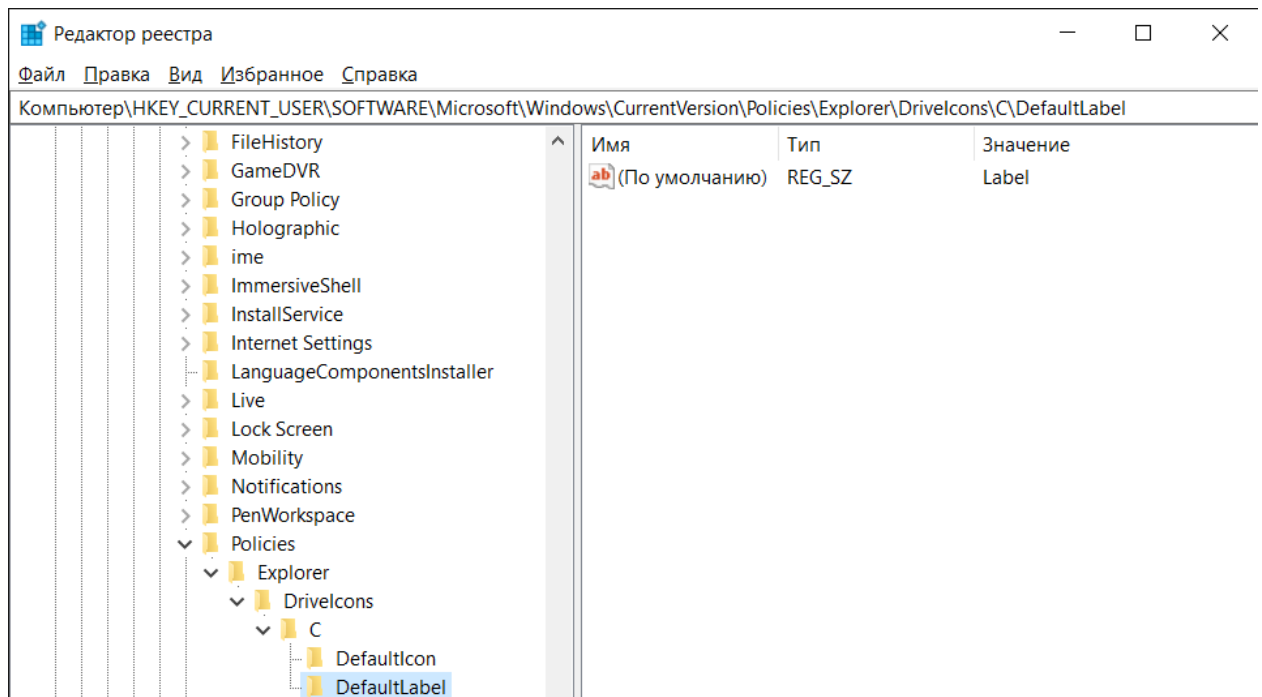 Редактор реестра
Файл Правка Вид Избранное Справка
Компьютер\HKEY_CURRENT_USER\SOFTWARE\Microsoft\Windows\CurrentVersion\Policies\Explorer\DriveIcons\C\DefaultLabel
FileHistory
GameDVR
Group Policy
Holographic
ime
ImmersiveShell
InstallService
Internet Settings
LanguageComponentsInstaller
Live
Lock Screen
Mobility
Notifications
PenWorkspace
Policies
Explorer
DriveIcons
C
DefaultIcon
DefaultLabel
Имя Тип Значение
ab (По умолчанию) REG_SZ Label